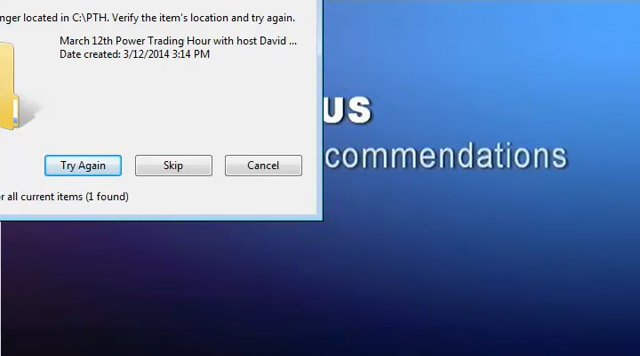 nger located in C:\PTH. Verify the item's location and try again.
March 12th Power Trading Hour with host David ...
Date created: 3/12/2014 3:14 PM
us
commendations
Try Again Skip Cancel
or all current items (1 found)